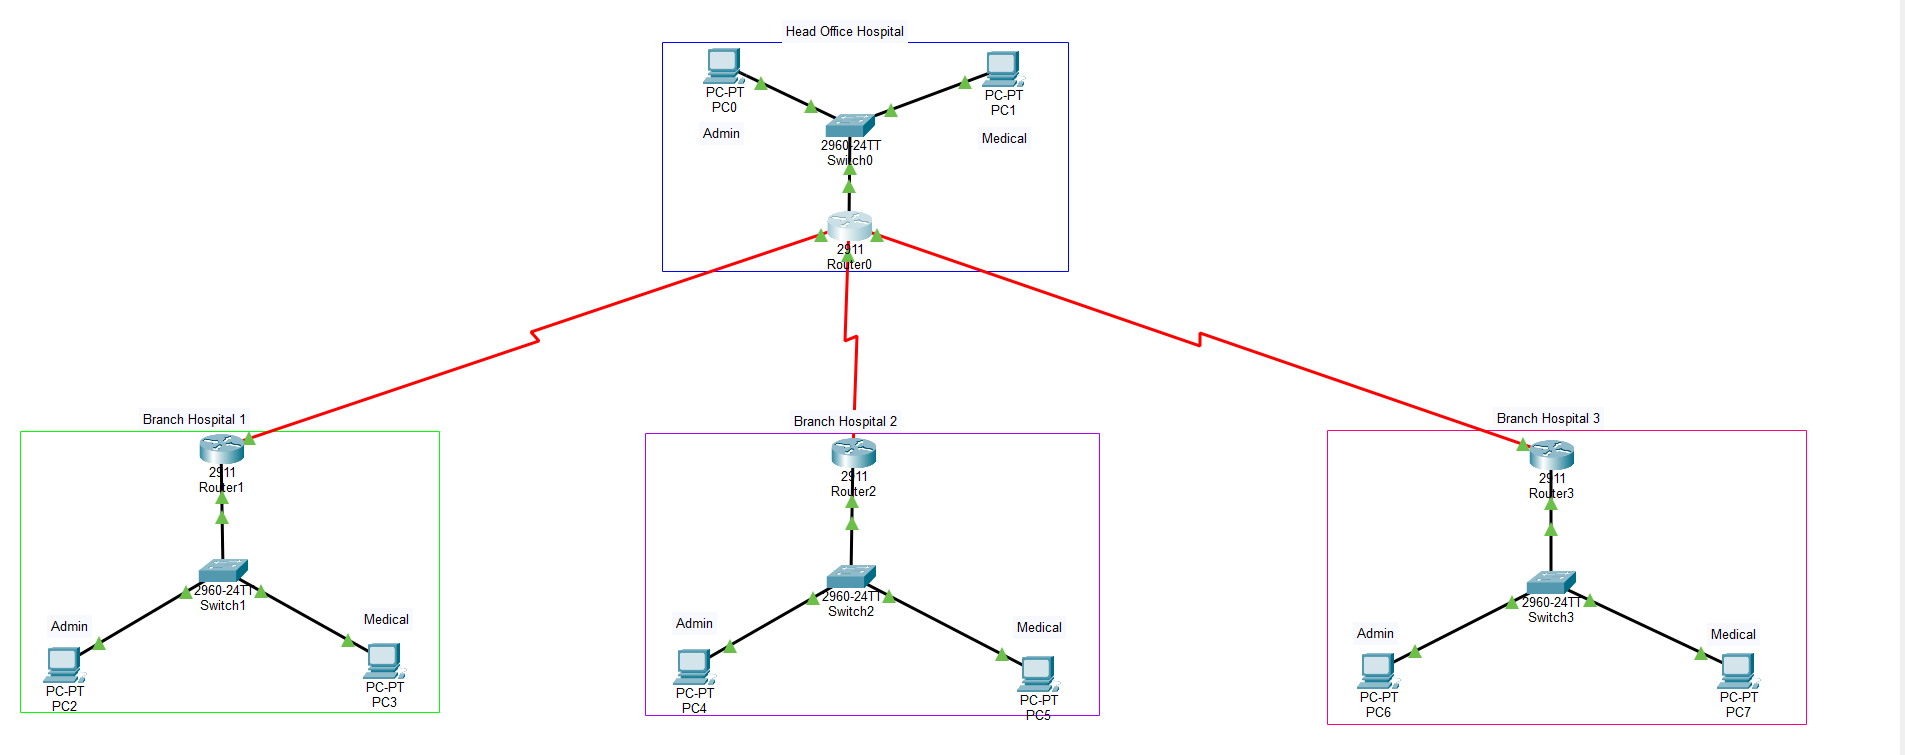 Head Office Hospital
PC-PT
PC0
Admin
PC-PT
PC1
Medical
2960-24TT
Switch0
2911
Router0
Branch Hospital 1
2911
Router1
2960-24TT
Switch1
Admin
PC-PT
PC2
Medical
PC-PT
PC3
Branch Hospital 2
2911
Router2
2960-24TT
Switch2
Admin
PC-PT
PC4
Medical
PC-PT
PC5
Branch Hospital 3
2911
Router3
2960-24TT
Switch3
Admin
PC-PT
PC6
Medical
PC-PT
PC7